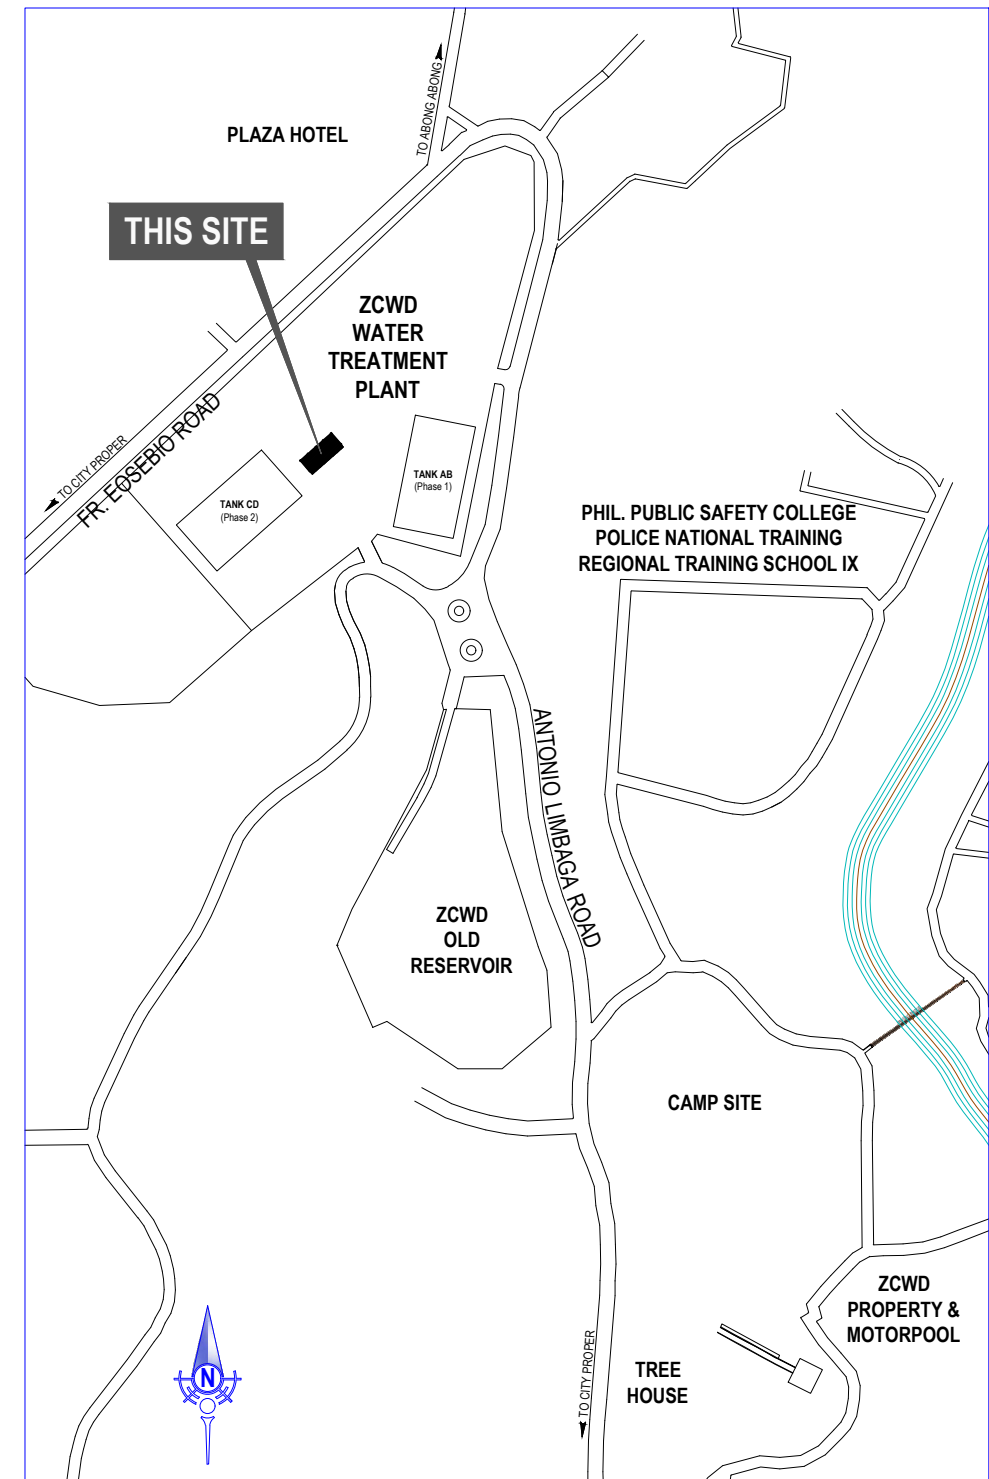 TO ABONG ABONG
PLAZA HOTEL
THIS SITE
ZCWD
WATER
TREATMENT
PLANT
TO CITY PROPER
FR. EOSEBIO ROAD
TANK CD
(Phase 2)
TANK AB
(Phase 1)
PHIL. PUBLIC SAFETY COLLEGE
POLICE NATIONAL TRAINING
REGIONAL TRAINING SCHOOL IX
ANTONIO LIMBAGA ROAD
ZCWD
OLD
RESERVOIR
CAMP SITE
ZCWD
PROPERTY &
MOTORPOOL
TREE
HOUSE
TO CITY PROPER
N